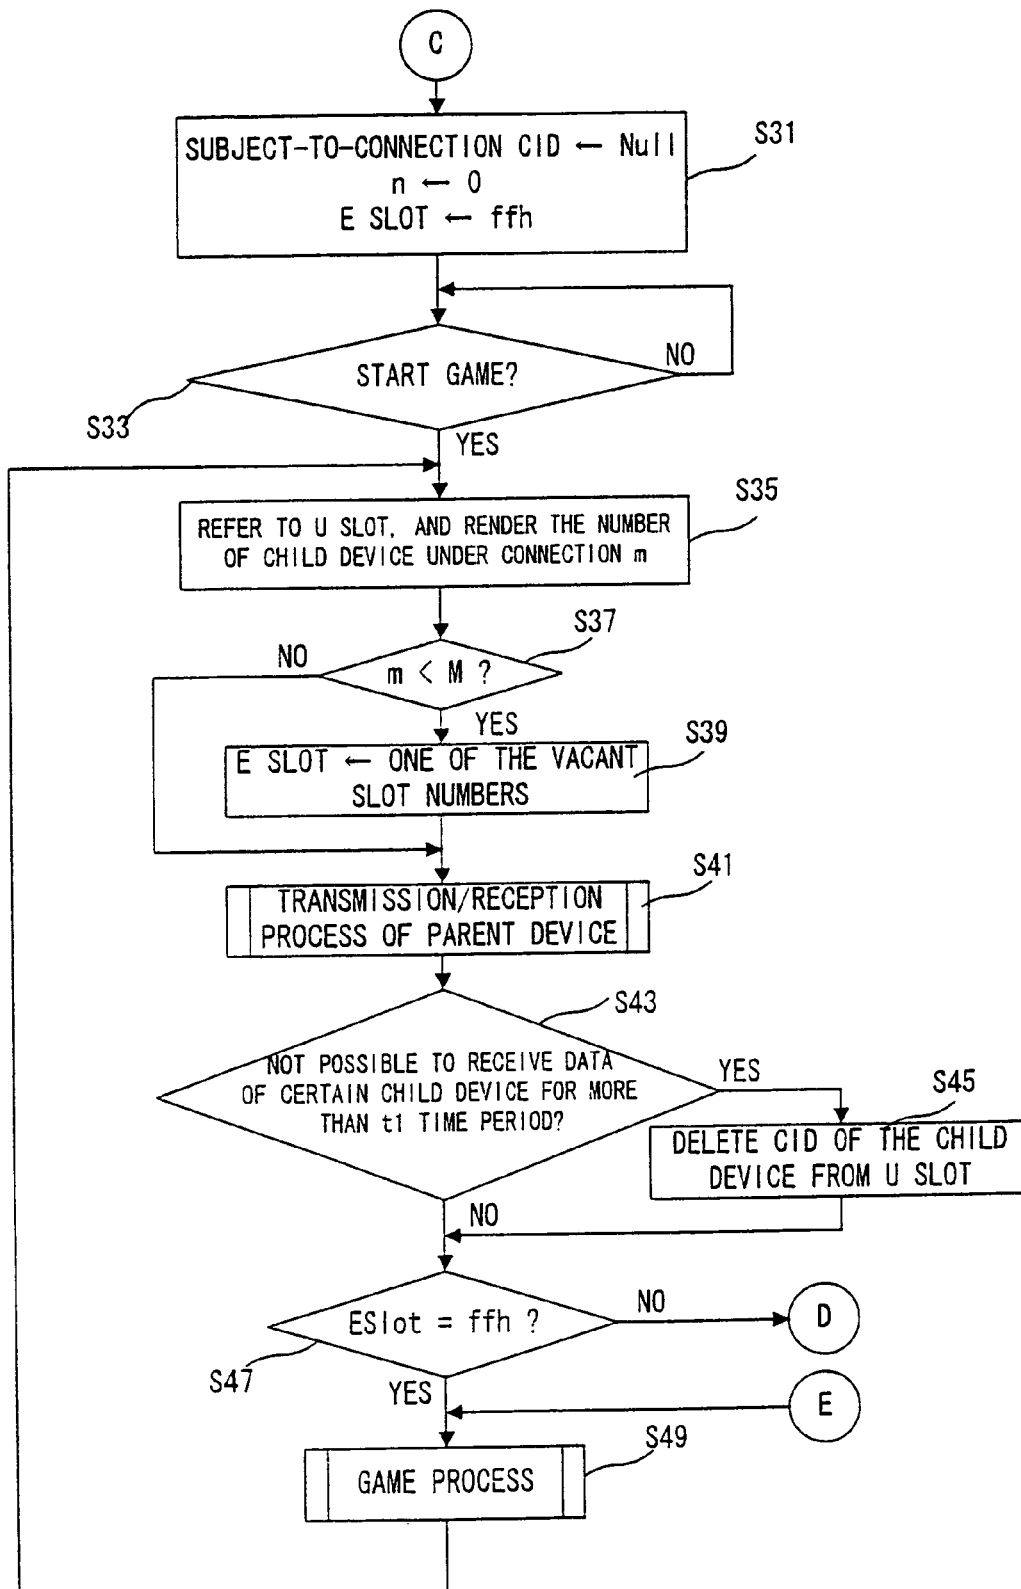 C
SUBJECT-TO-CONNECTION CID ← Null
n ← 0
E SLOT ← ffh
S31
START GAME?
NO
S33
YES
S35
REFER TO U SLOT, AND RENDER THE NUMBER
OF CHILD DEVICE UNDER CONNECTION m
S37
NO
m < M ?
YES
S39
E SLOT ← ONE OF THE VACANT
SLOT NUMBERS
S41
TRANSMISSION/RECEPTION
PROCESS OF PARENT DEVICE
S43
NOT POSSIBLE TO RECEIVE DATA
OF CERTAIN CHILD DEVICE FOR MORE
THAN t1 TIME PERIOD?
YES
S45
DELETE CID OF THE CHILD
DEVICE FROM U SLOT
NO
ESlot = ffh ?
NO
D
S47
YES
E
S49
GAME PROCESS